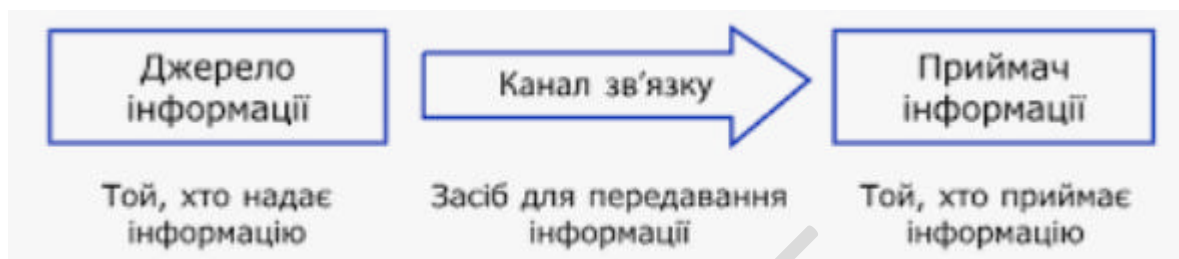 Джерело
інформації
Канал зв'язку
Приймач
інформації
Той, хто надає
інформацію
Засіб для передавання
інформації
Той, хто приймає
інформацію